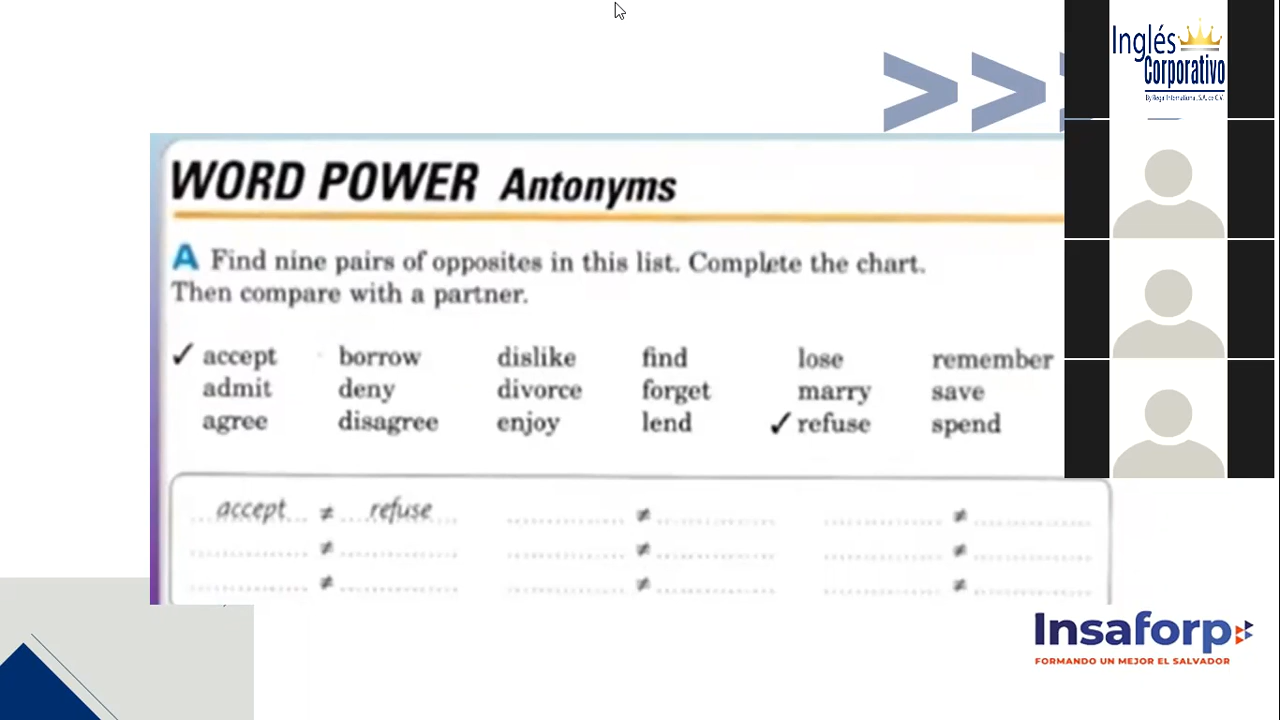 >>>
Inglés
Corporativo
WORD POWER Antonyms
A Find nine pairs of opposites in this list. Complete the chart.
Then compare with a partner.
✓ accept borrow dislike find lose remember
admit deny divorce forget marry save
agree disagree enjoy lend ✓ refuse spend
accept ≠ refuse ≠ ≠
≠ ≠ ≠
≠ ≠ ≠
Insaforp
FORMANDO UN MEJOR EL SALVADOR